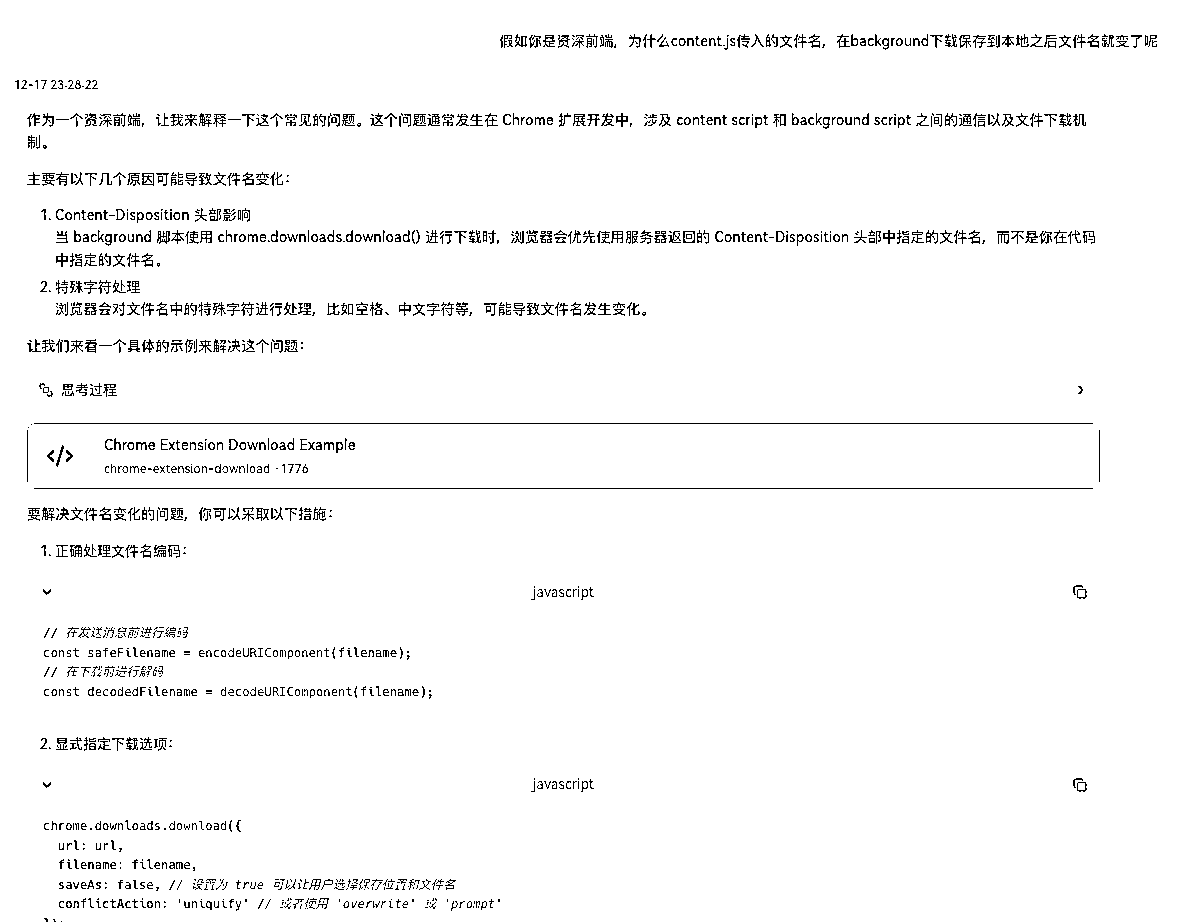 假如你是资深前端，为什么content.js传入的文件名，在background下载保存到本地之后文件名就变了呢
12-17 23:28:22
作为一个资深前端，让我来解释一下这个常见的问题。这个问题通常发生在 Chrome 扩展开发中，涉及 content script 和 background script 之间的通信以及文件下载机
制。
主要有以下几个原因可能导致文件名变化：
1. Content-Disposition 头部影响
当 background 脚本使用 chrome.downloads.download() 进行下载时，浏览器会优先使用服务器返回的 Content-Disposition 头部中指定的文件名，而不是你在代码
中指定的文件名。
2. 特殊字符处理
浏览器会对文件名中的特殊字符进行处理，比如空格、中文字符等，可能导致文件名发生变化。
让我们来看一个具体的示例来解决这个问题：
思考过程
Chrome Extension Download Example
chrome-extension-download · 1776
要解决文件名变化的问题，你可以采取以下措施：
1. 正确处理文件名编码：
javascript
// 在发送消息前进行编码
const safeFilename = encodeURIComponent(filename);
// 在下载前进行解码
const decodedFilename = decodeURIComponent(filename);
2. 显式指定下载选项：
javascript
chrome.downloads.download({
url: url,
filename: filename,
saveAs: false, // 设置为 true 可以让用户选择保存位置和文件名
conflictAction: 'uniquify' // 或者使用 'overwrite' 或 'prompt'
});